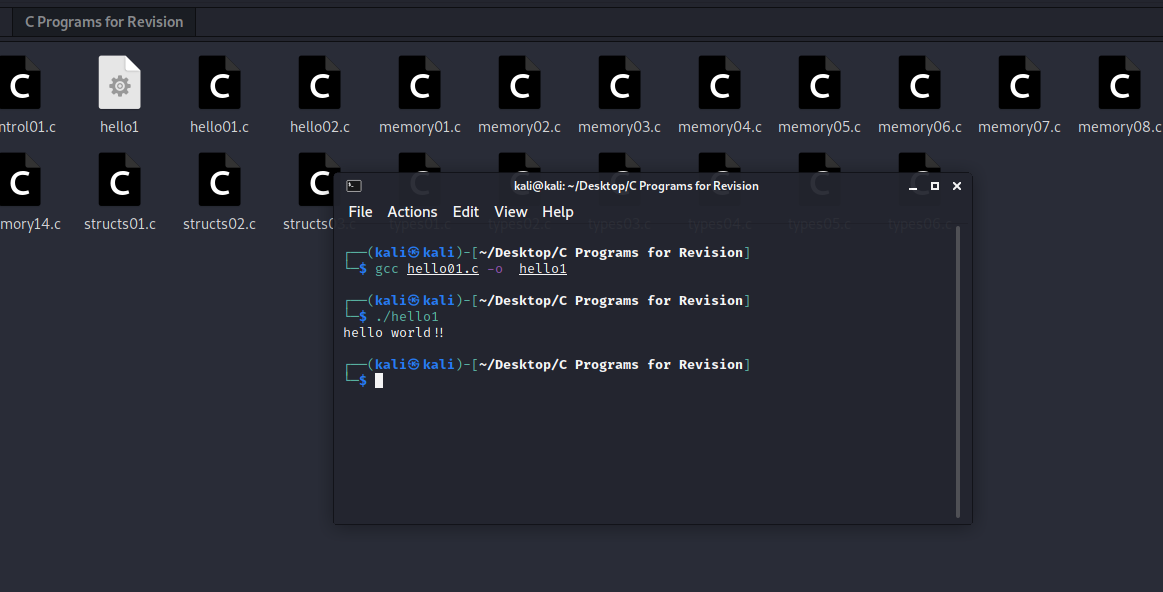 C Programs for Revision
ntrol01.c hello1 hello01.c hello02.c memory01.c memory02.c memory03.c memory04.c memory05.c memory06.c memory07.c memory08.c
mory14.c structs01.c structs02.c structs03.c types01.c types02.c types03.c types04.c types05.c types06.c
kali@kali: ~/Desktop/C Programs for Revision
File Actions Edit View Help
┌──(kali㉿kali)-[~/Desktop/C Programs for Revision]
└─$ gcc hello01.c -o  hello1
┌──(kali㉿kali)-[~/Desktop/C Programs for Revision]
└─$ ./hello1
hello world!!
┌──(kali㉿kali)-[~/Desktop/C Programs for Revision]
└─$